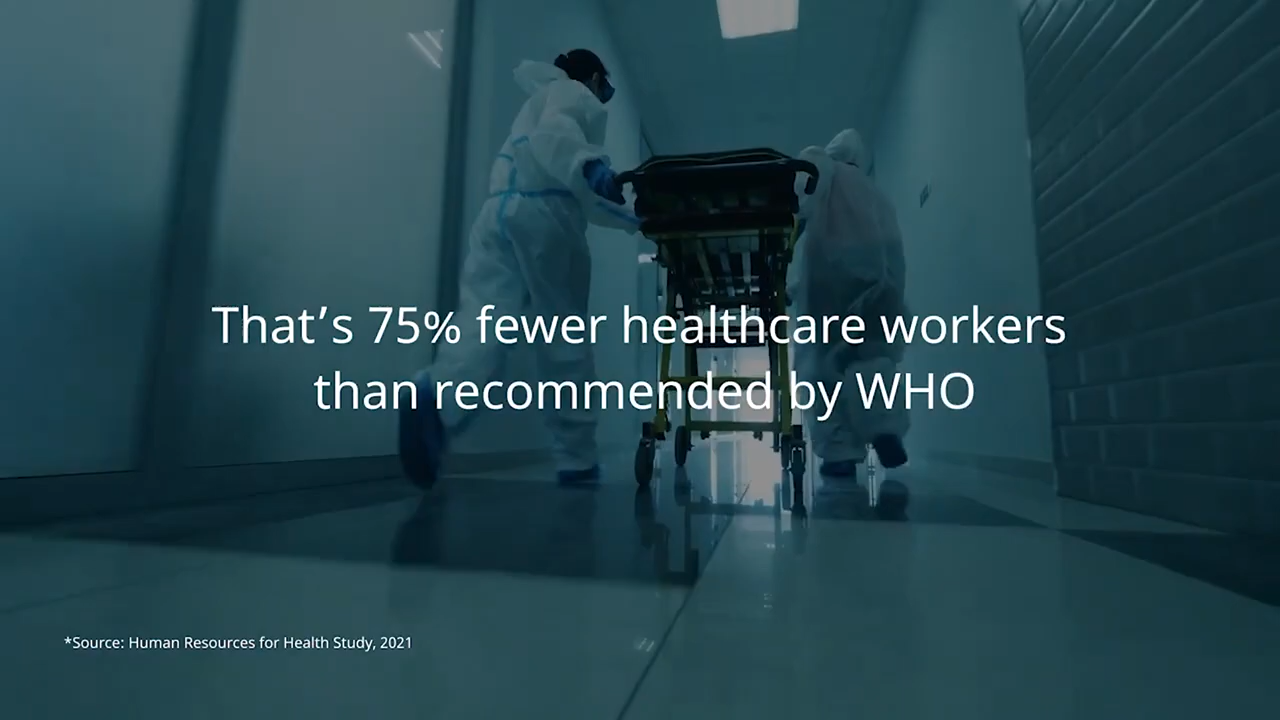 That’s 75% fewer healthcare workers
than recommended by WHO
*Source: Human Resources for Health Study, 2021